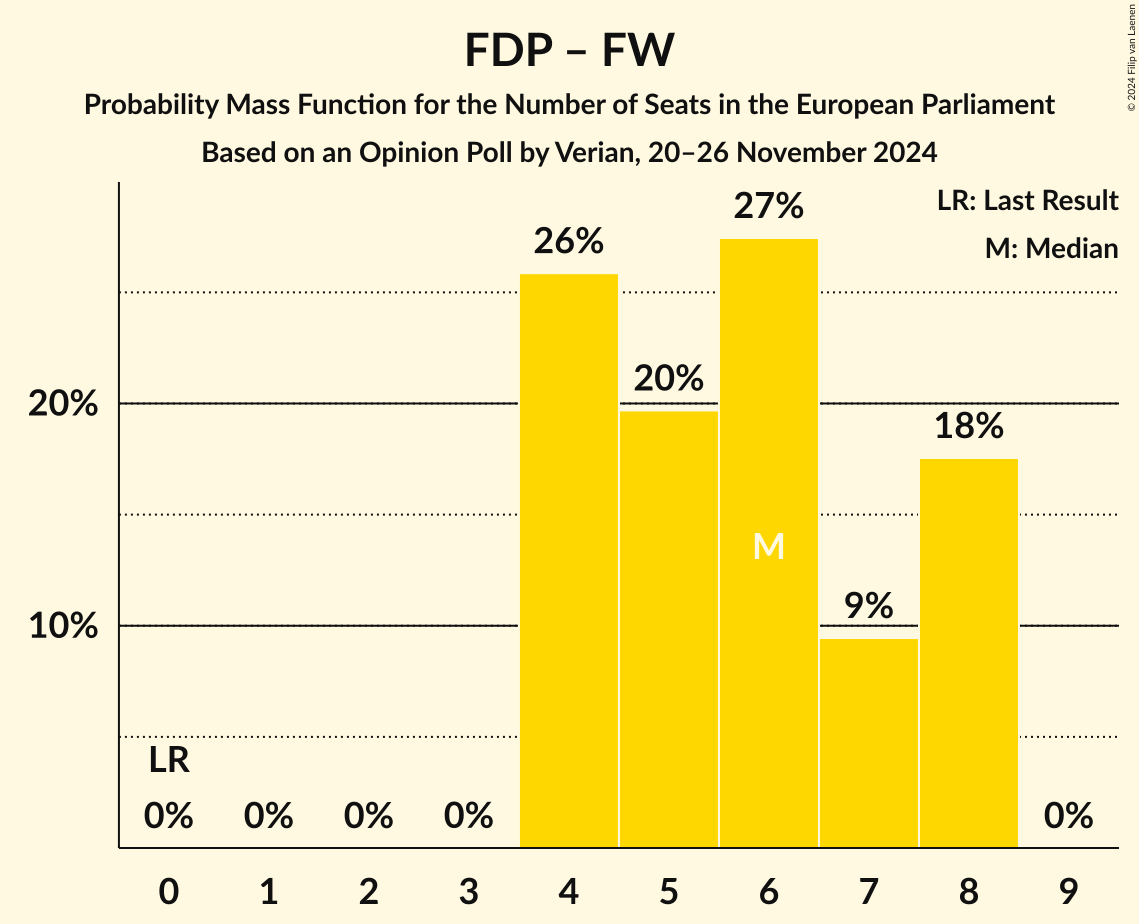 FDP – FW
Probability Mass Function for the Number of Seats in the European Parliament
Based on an Opinion Poll by Verian, 20–26 November 2024
© 2024 Filip van Laenen
LR: Last Result
M: Median
27%
26%
20%
20%
18%
M
9%
10%
LR
0%
0%
0%
0%
0%
0
1
2
3
4
5
6
7
8
9